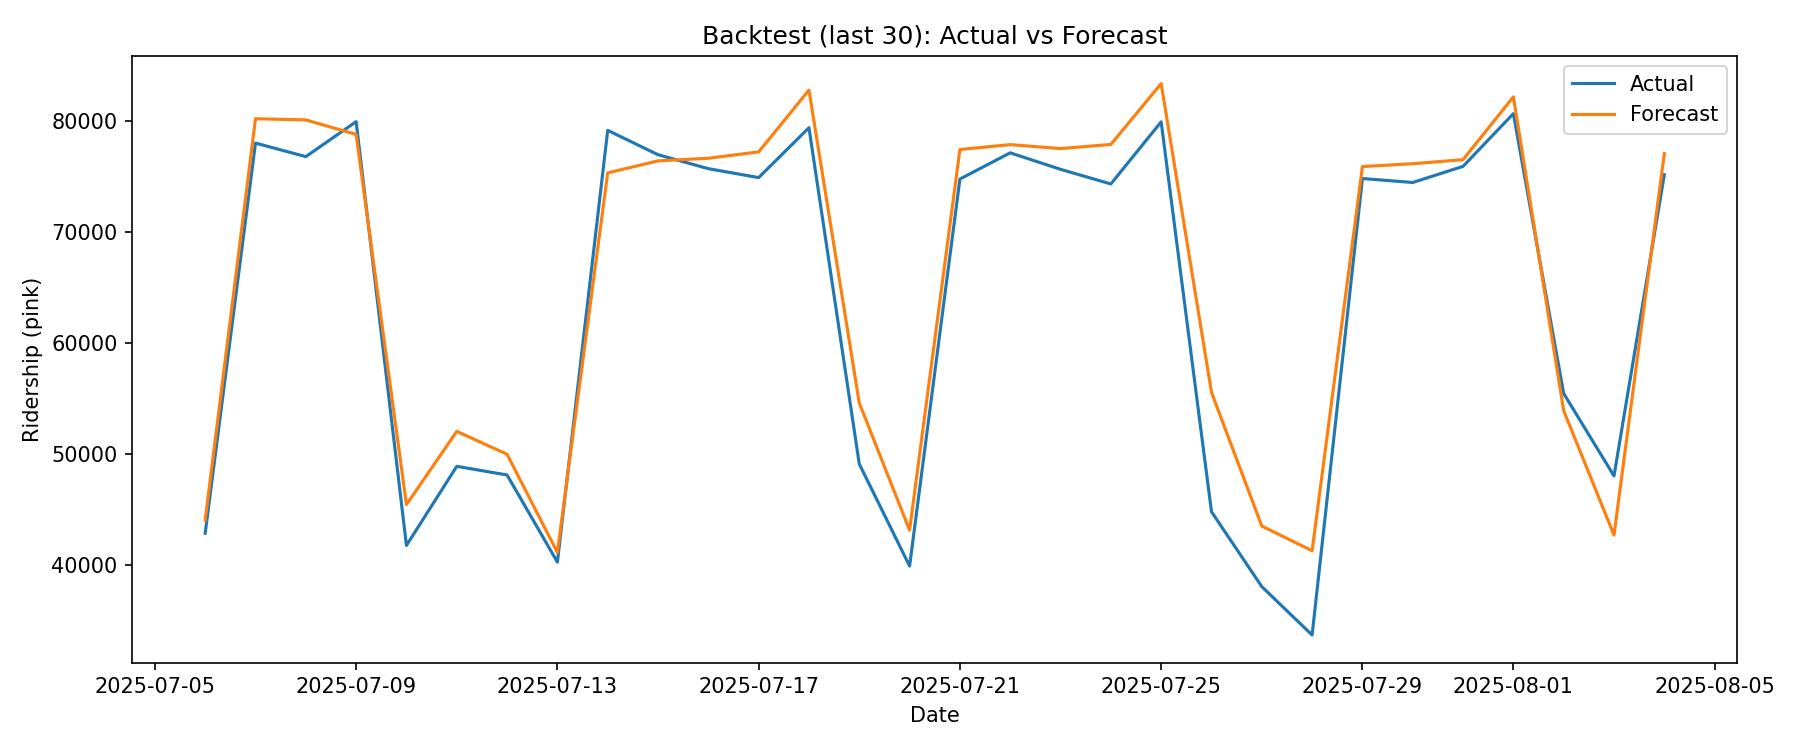 Backtest (last 30): Actual vs Forecast
Actual
Forecast
80000
70000
60000
50000
40000
Ridership (pink)
2025-07-05 2025-07-09 2025-07-13 2025-07-17 2025-07-21 2025-07-25 2025-07-29 2025-08-01 2025-08-05
Date